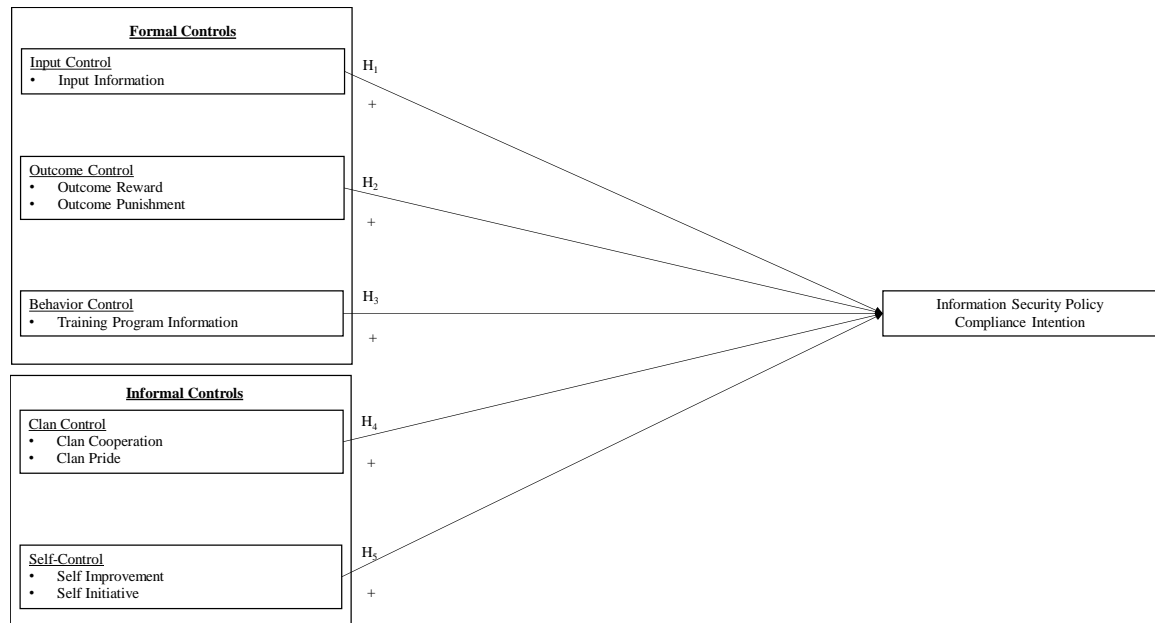 Formal Controls
Input Control
• Input Information
H₁
+
Outcome Control
• Outcome Reward
• Outcome Punishment
H₂
+
Behavior Control
• Training Program Information
H₃
+
Information Security Policy
Compliance Intention
Informal Controls
Clan Control
• Clan Cooperation
• Clan Pride
H₄
+
Self-Control
• Self Improvement
• Self Initiative
H₅
+